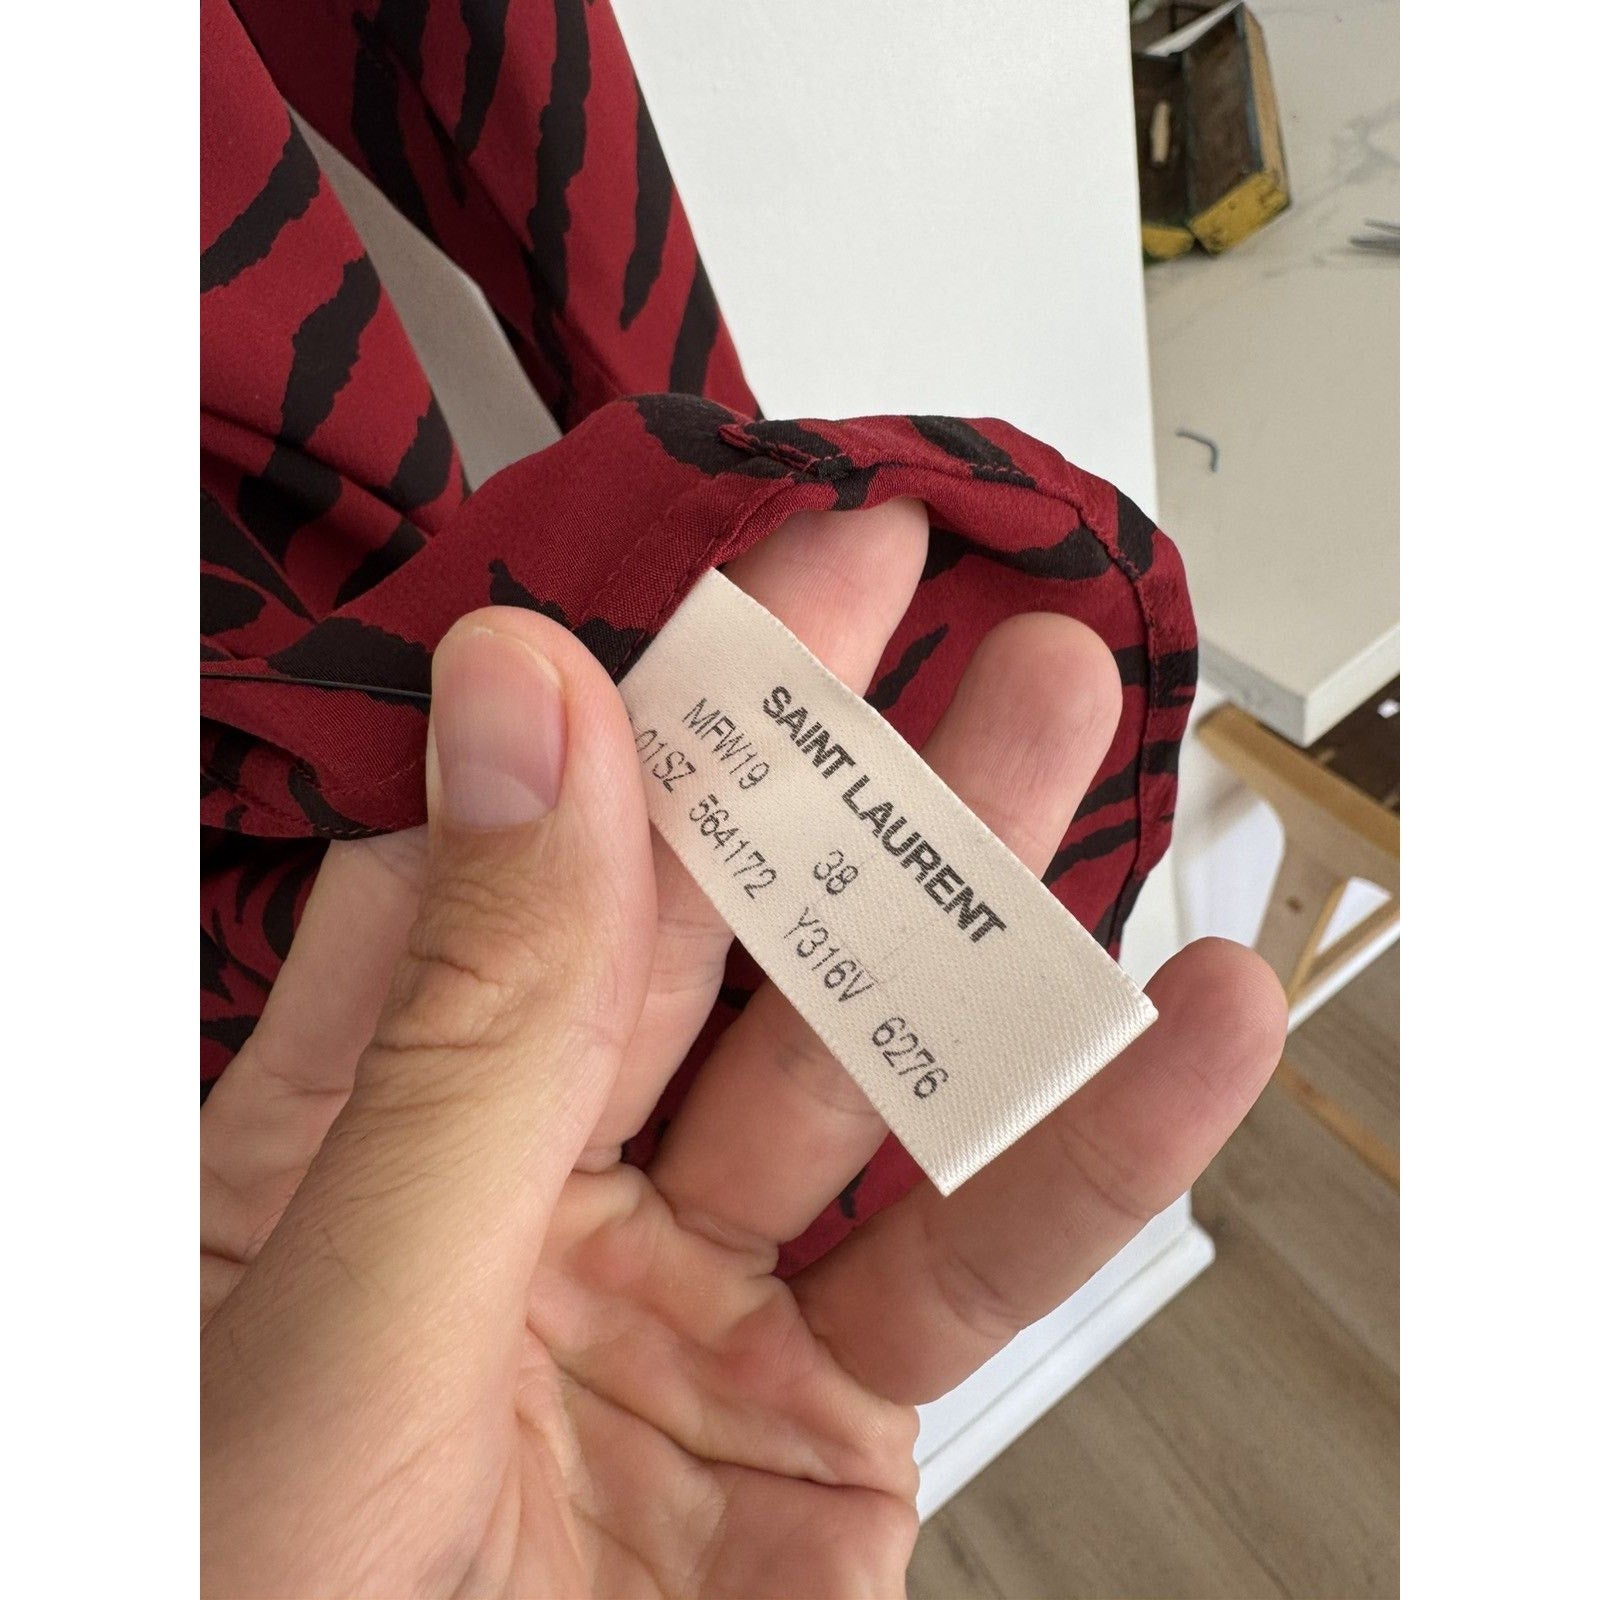 SAINT LAURENT
MFW19 38
01SZ 564172 Y316V 6276